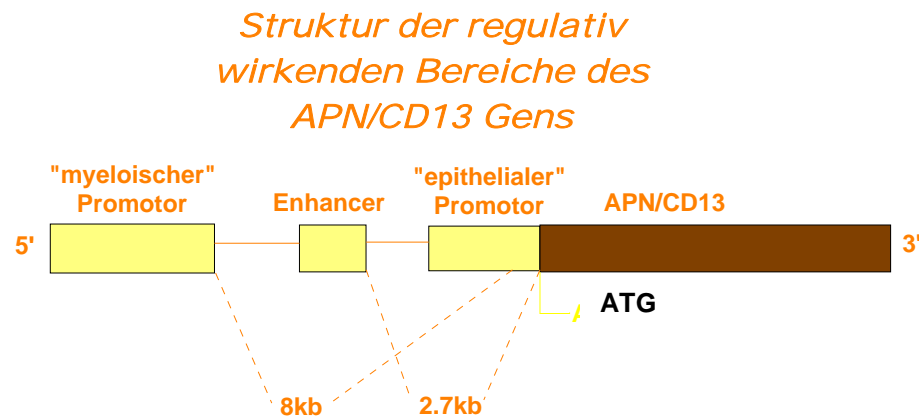 Struktur der regulativ
wirkenden Bereiche des
APN/CD13 Gens
"myeloischer"
Promotor
Enhancer
"epithelialer"
Promotor
APN/CD13
5'
3'
ATG
8kb
2.7kb